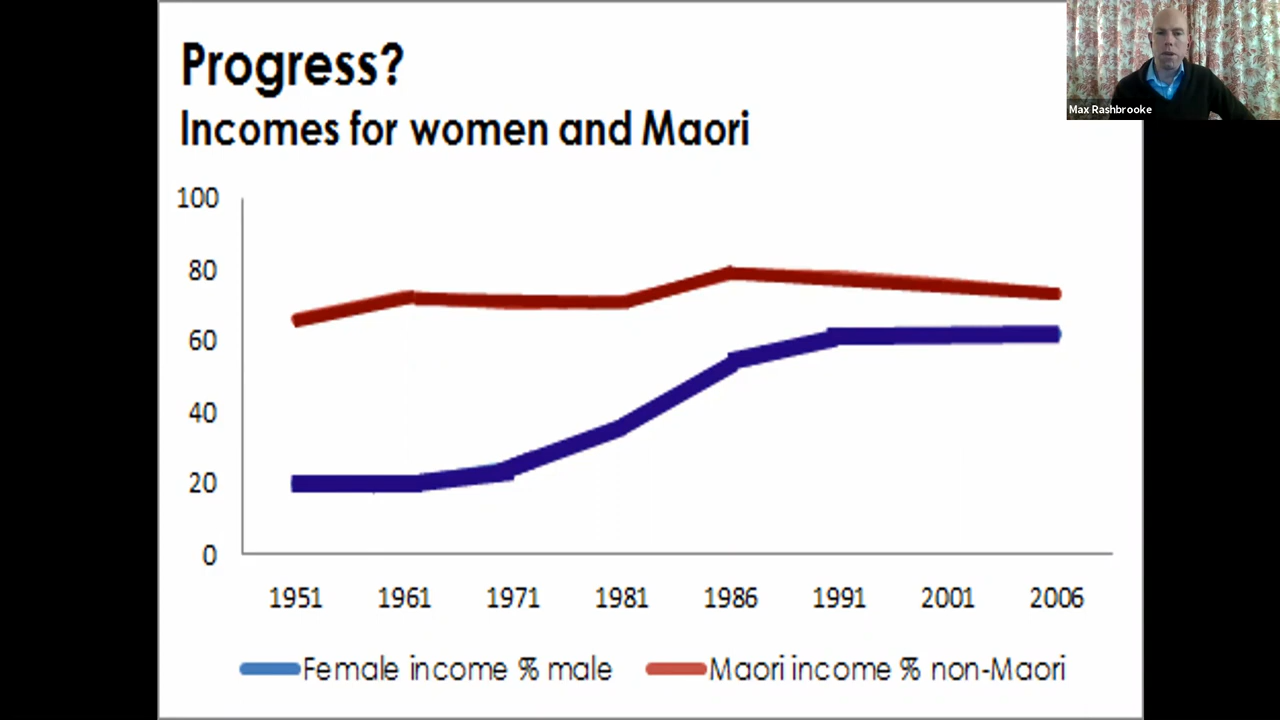 Progress?
Incomes for women and Maori
Max Rashbrooke
100
80
60
40
20
0
1951 1961 1971 1981 1986 1991 2001 2006
Female income % male Maori income % non-Maori